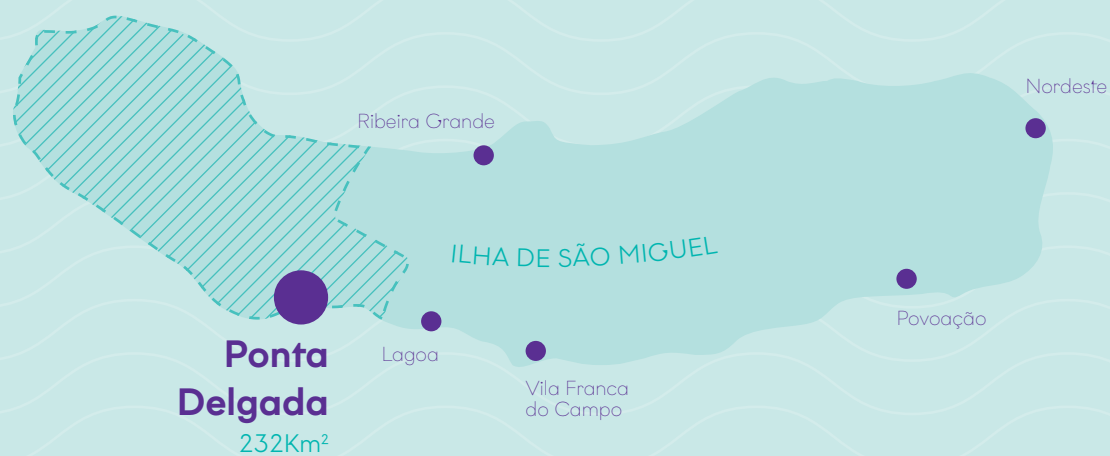 Nordeste
Ribeira Grande
ILHA DE SÃO MIGUEL
Povoação
Lagoa
Ponta
Delgada
232Km²
Vila Franca
do Campo